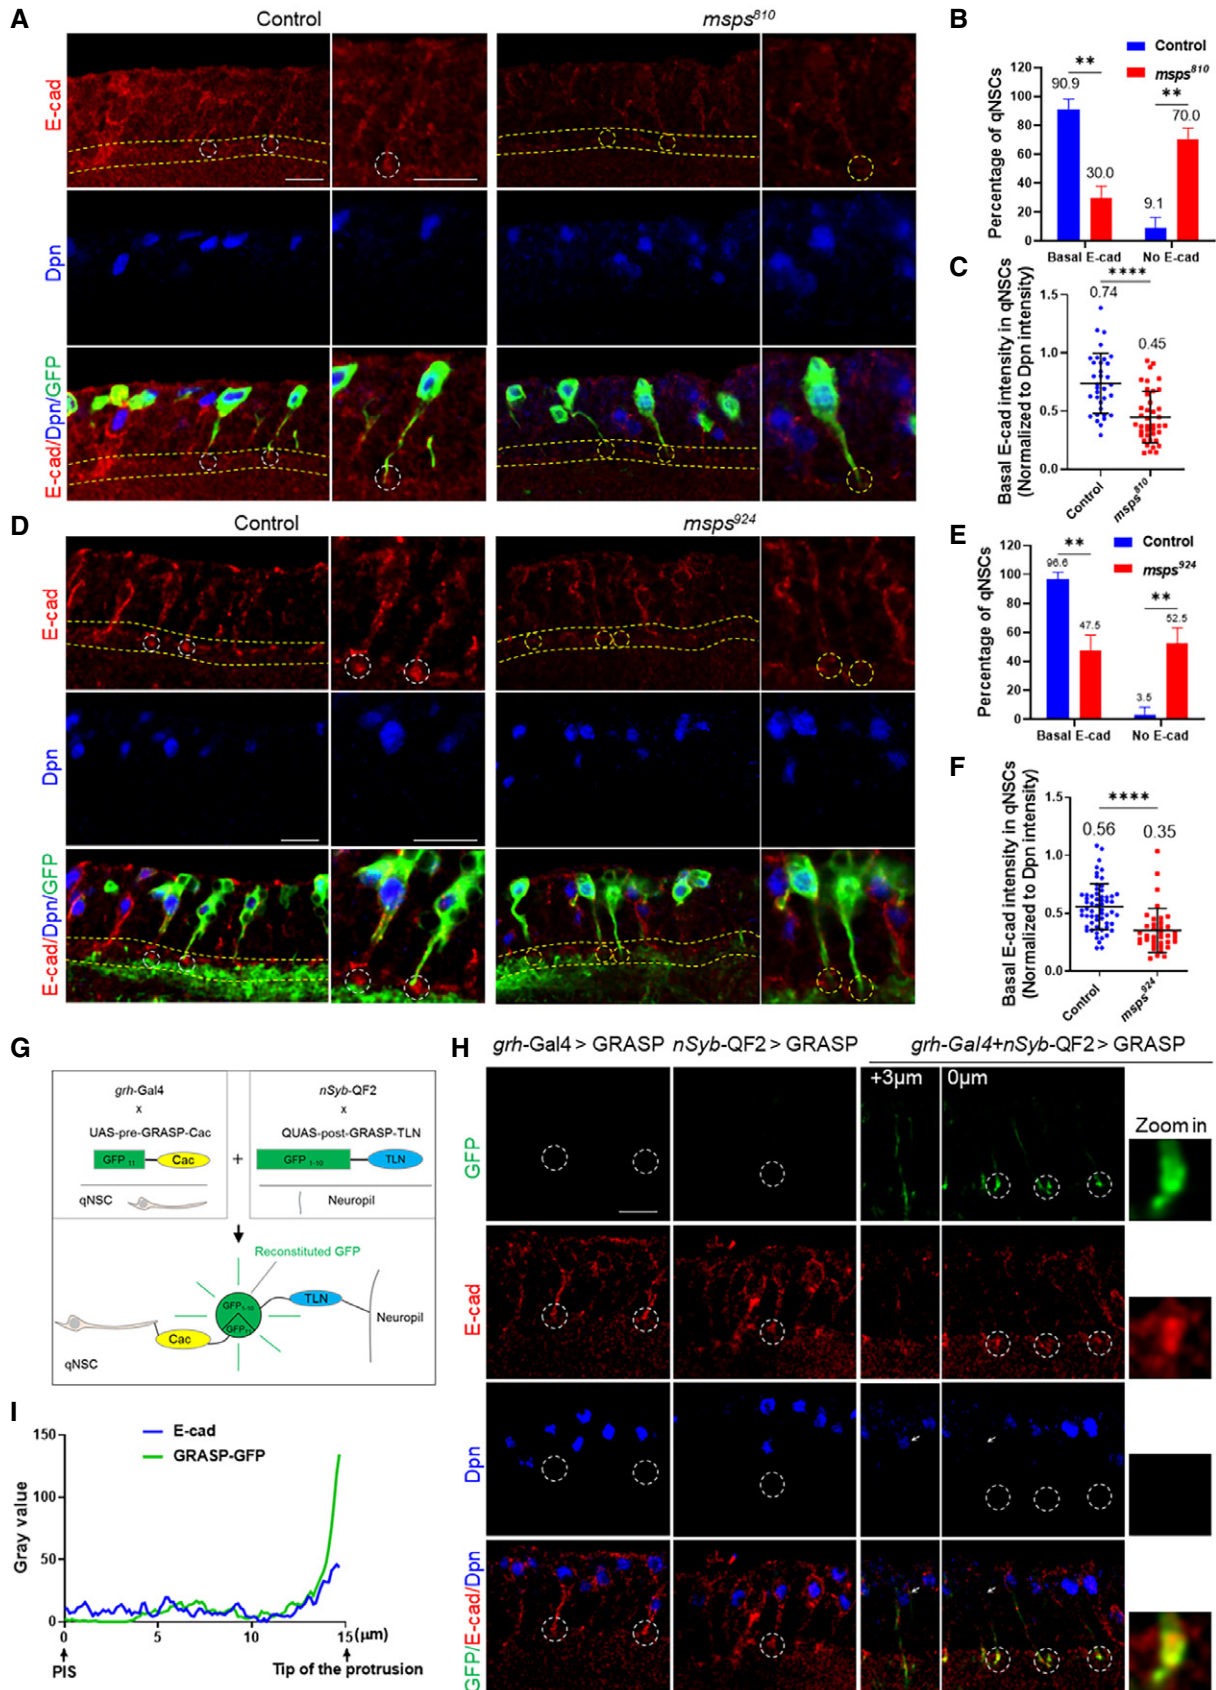 A
Control
msps⁸¹⁰
E-cad
Dpn
E-cad/Dpn/GFP
B
Control
msps⁸¹⁰
Percentage of qNSCs
120
100
80
60
40
20
0
90.9
**
30.0
9.1
**
70.0
Basal E-cad
No E-cad
C
Basal E-cad intensity in qNSCs
(Normalized to Dpn intensity)
1.5
1.0
0.5
0.0
****
0.74
0.45
Control
msps⁸¹⁰
D
Control
msps⁹²⁴
E-cad
Dpn
E-cad/Dpn/GFP
E
Control
msps⁹²⁴
Percentage of qNSCs
120
100
80
60
40
20
0
**
96.6
47.5
3.5
**
52.5
Basal E-cad
No E-cad
F
Basal E-cad intensity in qNSCs
(Normalized to Dpn intensity)
1.5
1.0
0.5
0.0
****
0.56
0.35
Control
msps⁹²⁴
G
grh-Gal4
x
UAS-pre-GRASP-Cac
GFP ₁₁
Cac
qNSC
+
nSyb-QF2
x
QUAS-post-GRASP-TLN
GFP ₁₋₁₀
TLN
Neuropil
Reconstituted GFP
GFP₁₋₁₀
GFP₁₁
TLN
Cac
Neuropil
qNSC
H
grh-Gal4 > GRASP
nSyb-QF2 > GRASP
grh-Gal4+nSyb-QF2 > GRASP
+3µm
0µm
Zoom in
GFP
E-cad
Dpn
GFP/E-cad/Dpn
I
E-cad
GRASP-GFP
Gray value
150
100
50
0
0
5
10
15 (µm)
PIS
Tip of the protrusion